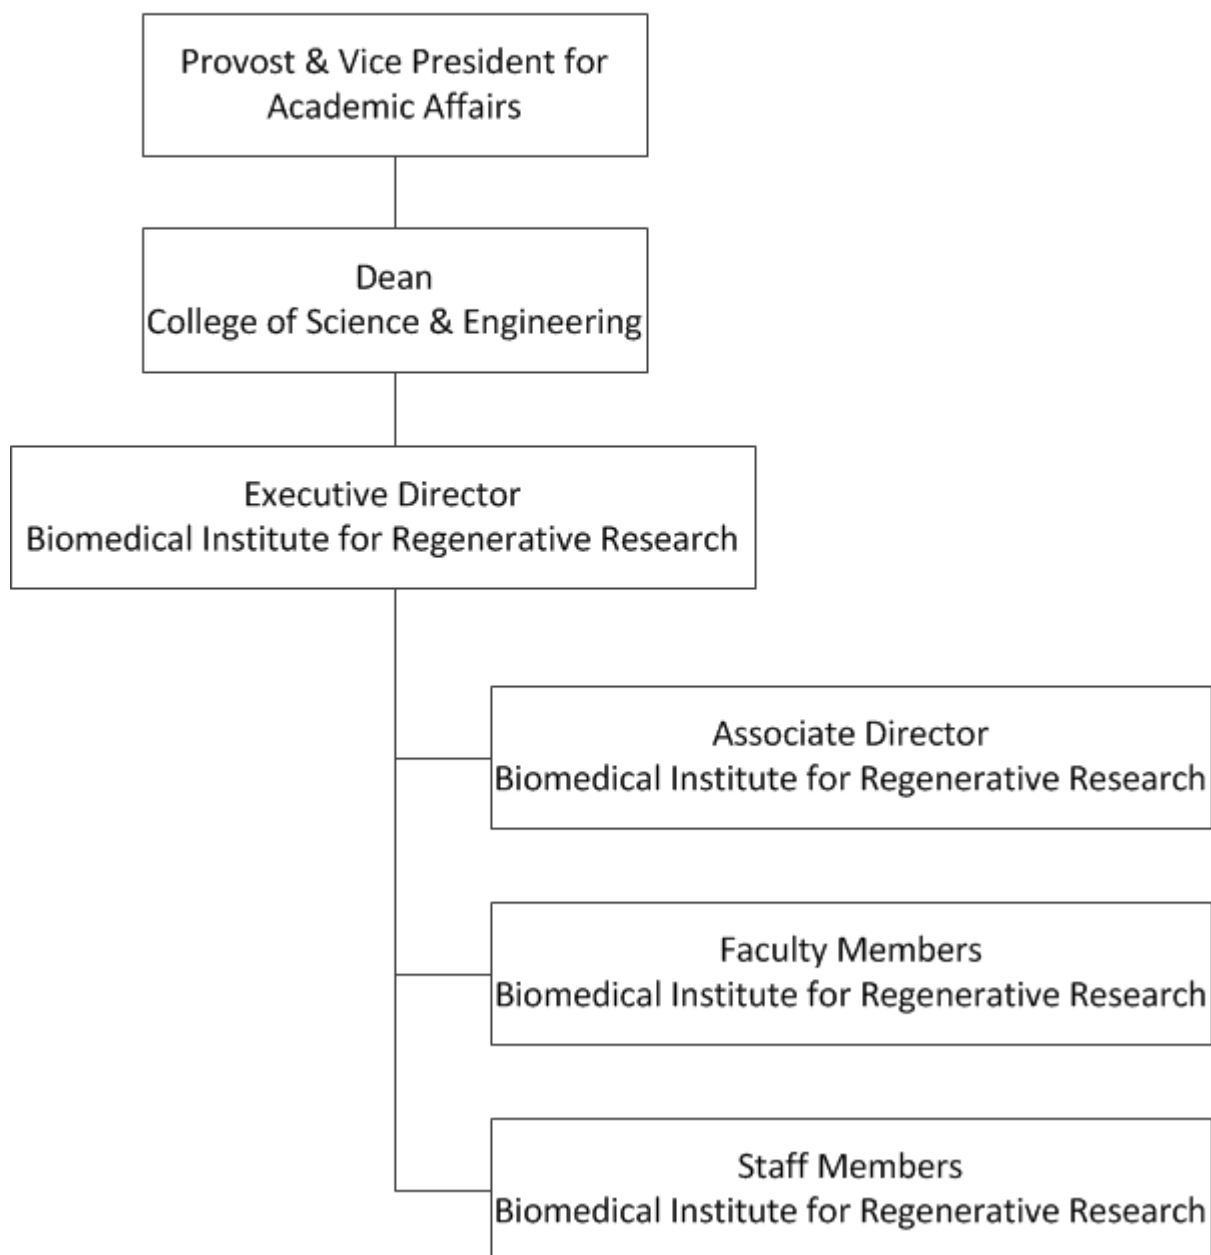 Provost & Vice President for
Academic Affairs
Dean
College of Science & Engineering
Executive Director
Biomedical Institute for Regenerative Research
Associate Director
Biomedical Institute for Regenerative Research
Faculty Members
Biomedical Institute for Regenerative Research
Staff Members
Biomedical Institute for Regenerative Research